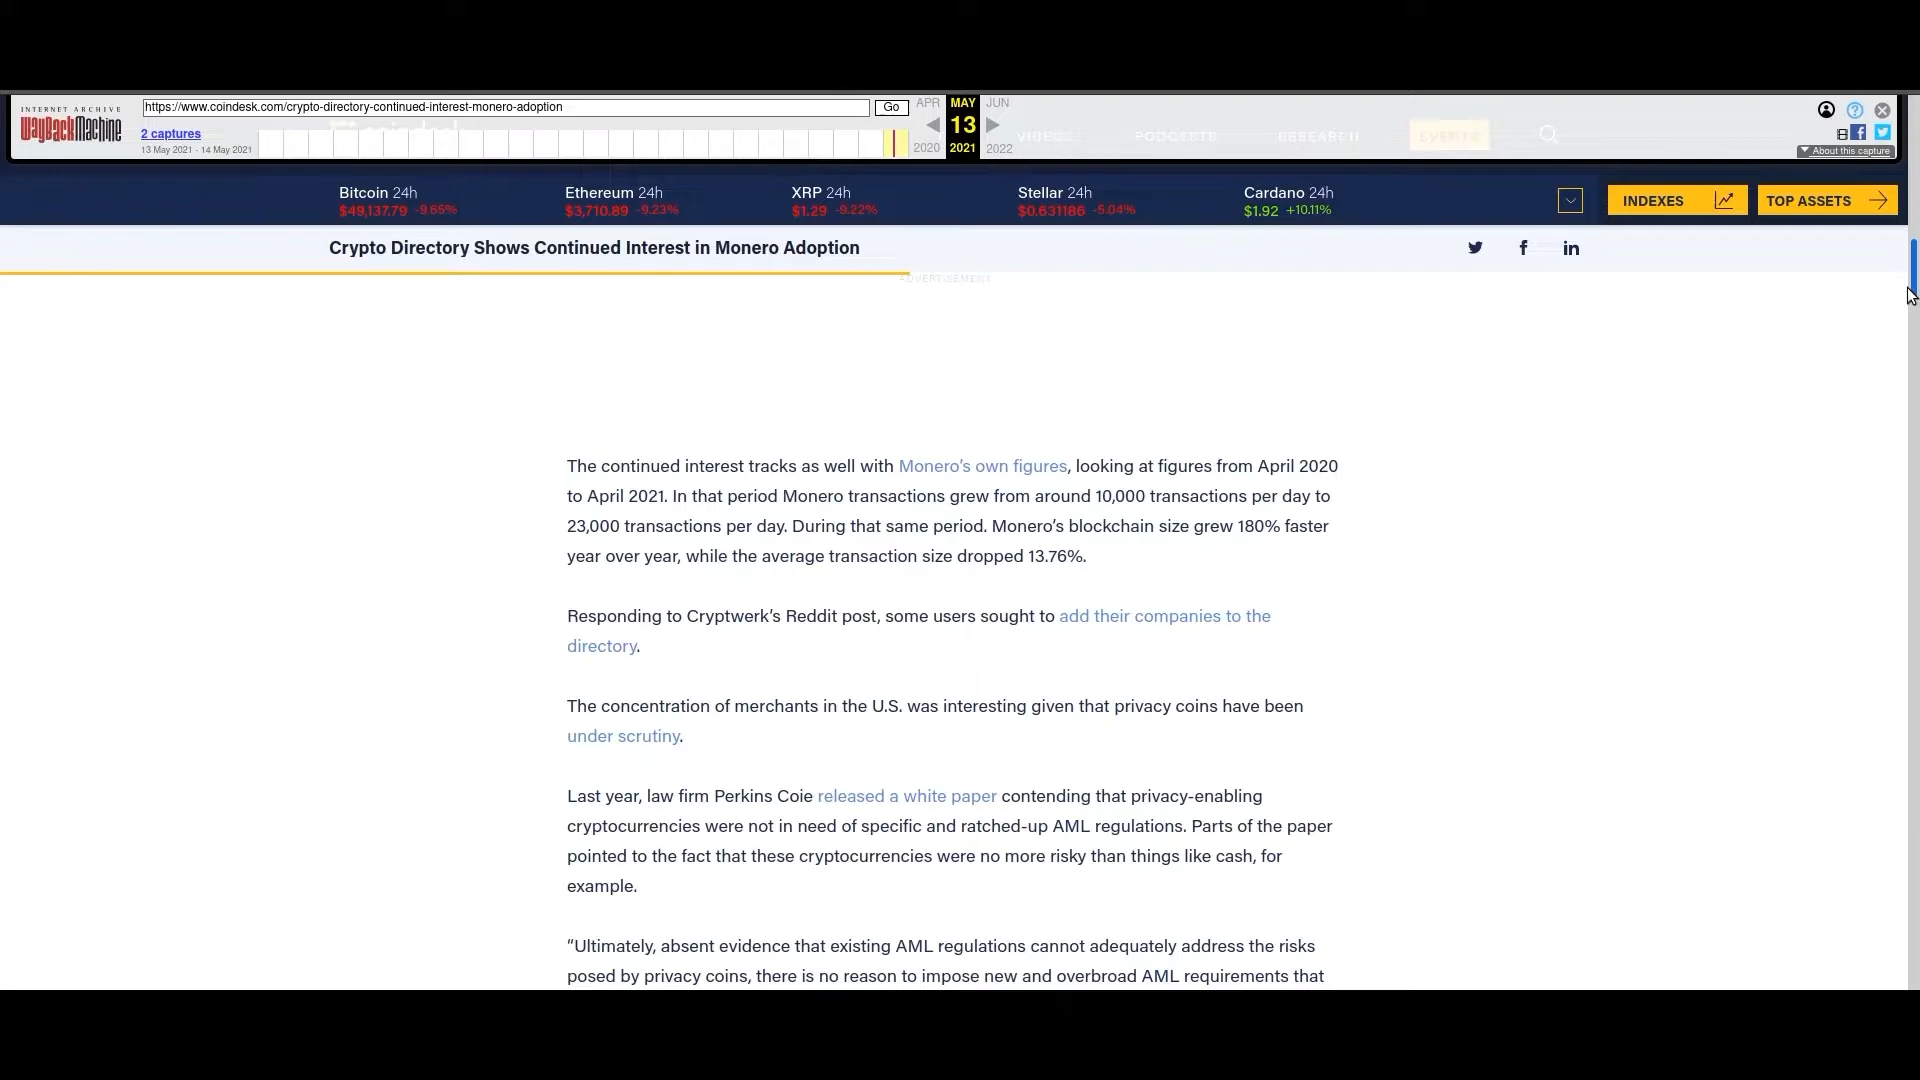 INTERNET ARCHIVE
WayBackMachine
https://www.coindesk.com/crypto-directory-continued-interest-monero-adoption
Go
APR MAY JUN
2 captures
13
13 May 2021 - 14 May 2021
2020 2021 2022
About this capture
VIDEOS PODCASTS RESEARCH EVENTS
Bitcoin 24h
$49,137.79 -9.65%
Ethereum 24h
$3,710.89 -9.23%
XRP 24h
$1.29 -9.22%
Stellar 24h
$0.631186 -5.04%
Cardano 24h
$1.92 +10.11%
INDEXES
TOP ASSETS
Crypto Directory Shows Continued Interest in Monero Adoption
ADVERTISEMENT
The continued interest tracks as well with Monero’s own figures, looking at figures from April 2020
to April 2021. In that period Monero transactions grew from around 10,000 transactions per day to
23,000 transactions per day. During that same period. Monero’s blockchain size grew 180% faster
year over year, while the average transaction size dropped 13.76%.
Responding to Cryptwerk’s Reddit post, some users sought to add their companies to the
directory.
The concentration of merchants in the U.S. was interesting given that privacy coins have been
under scrutiny.
Last year, law firm Perkins Coie released a white paper contending that privacy-enabling
cryptocurrencies were not in need of specific and ratched-up AML regulations. Parts of the paper
pointed to the fact that these cryptocurrencies were no more risky than things like cash, for
example.
“Ultimately, absent evidence that existing AML regulations cannot adequately address the risks
posed by privacy coins, there is no reason to impose new and overbroad AML requirements that